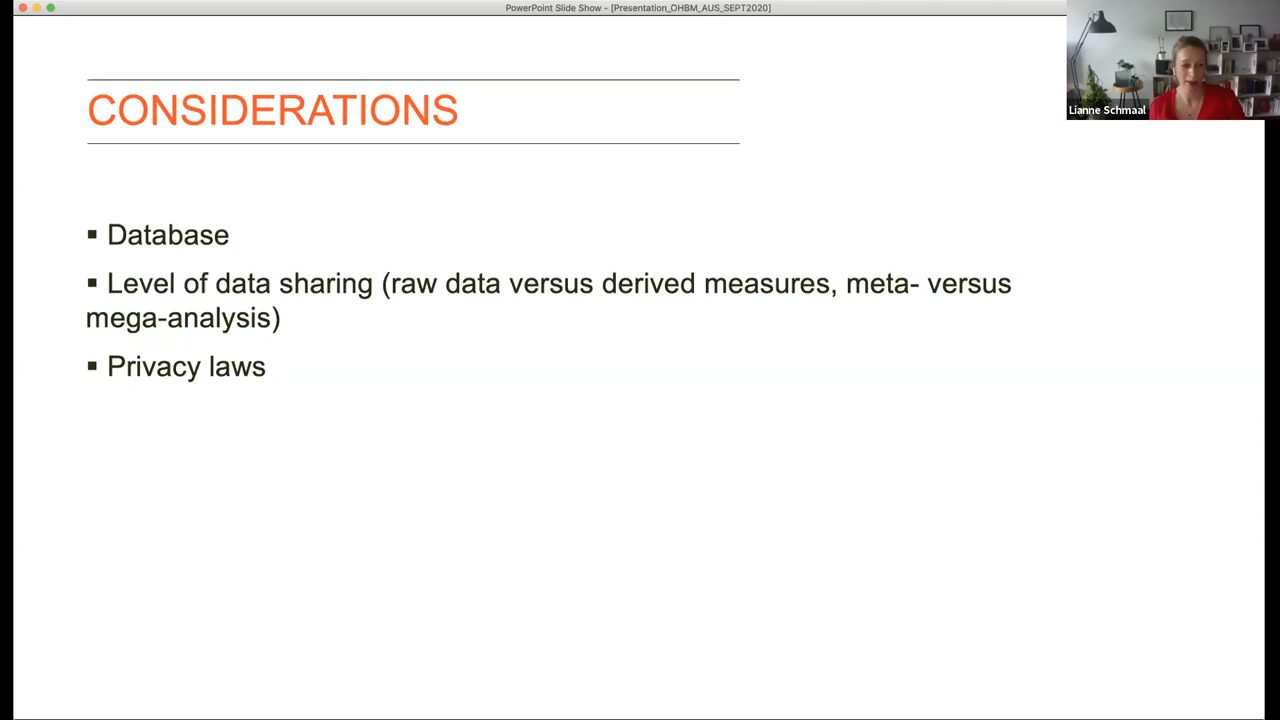 PowerPoint Slide Show - [Presentation_OHBM_AUS_SEPT2020]
Lianne Schmaal
CONSIDERATIONS
▪ Database
▪ Level of data sharing (raw data versus derived measures, meta- versus
mega-analysis)
▪ Privacy laws